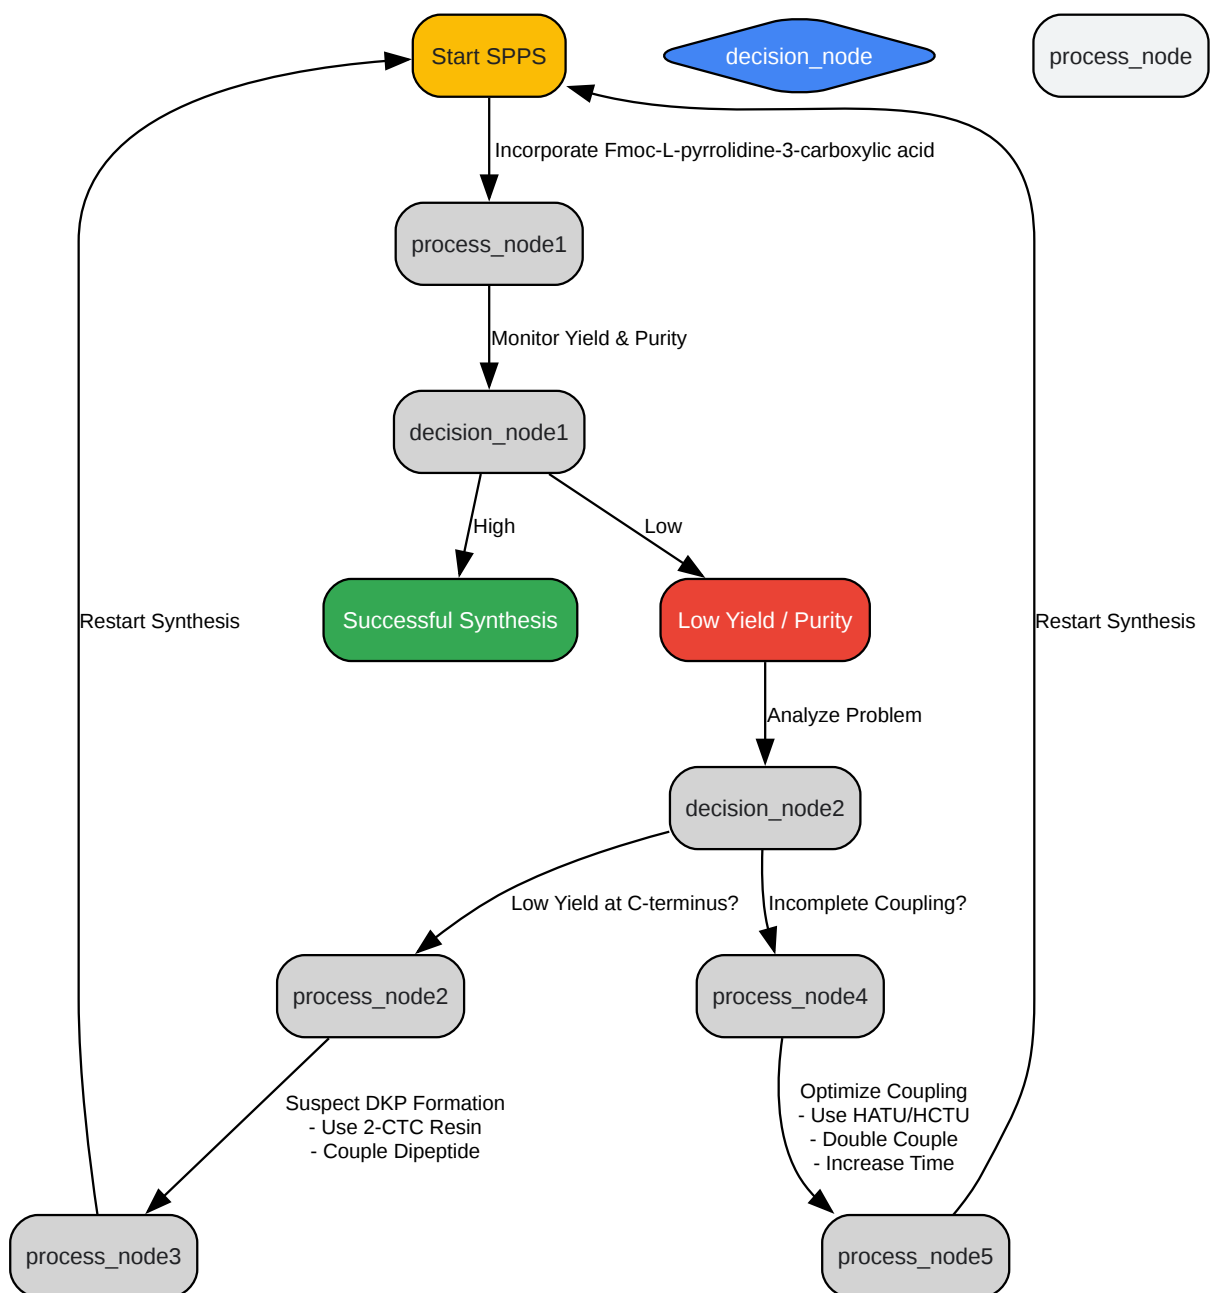 Start SPPS
decision_node
process_node
Incorporate Fmoc-L-pyrrolidine-3-carboxylic acid
process_node1
Monitor Yield & Purity
decision_node1
High
Low
Successful Synthesis
Low Yield / Purity
Restart Synthesis
Restart Synthesis
Analyze Problem
decision_node2
Low Yield at C-terminus?
Incomplete Coupling?
process_node2
process_node4
Suspect DKP Formation
- Use 2-CTC Resin
- Couple Dipeptide
Optimize Coupling
- Use HATU/HCTU
- Double Couple
- Increase Time
process_node3
process_node5